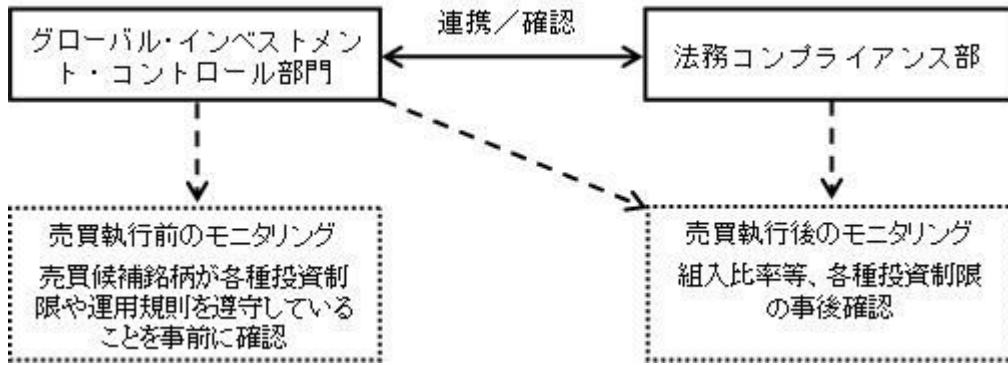 連携／確認
グローバル・インベストメン
ト・コントロール部門
法務コンプライアンス部
売買執行前のモニタリング
売買候補銘柄が各種投資制
限や運用規則を遵守している
ことを事前に確認
売買執行後のモニタリング
組入比率等、各種投資制限
の事後確認